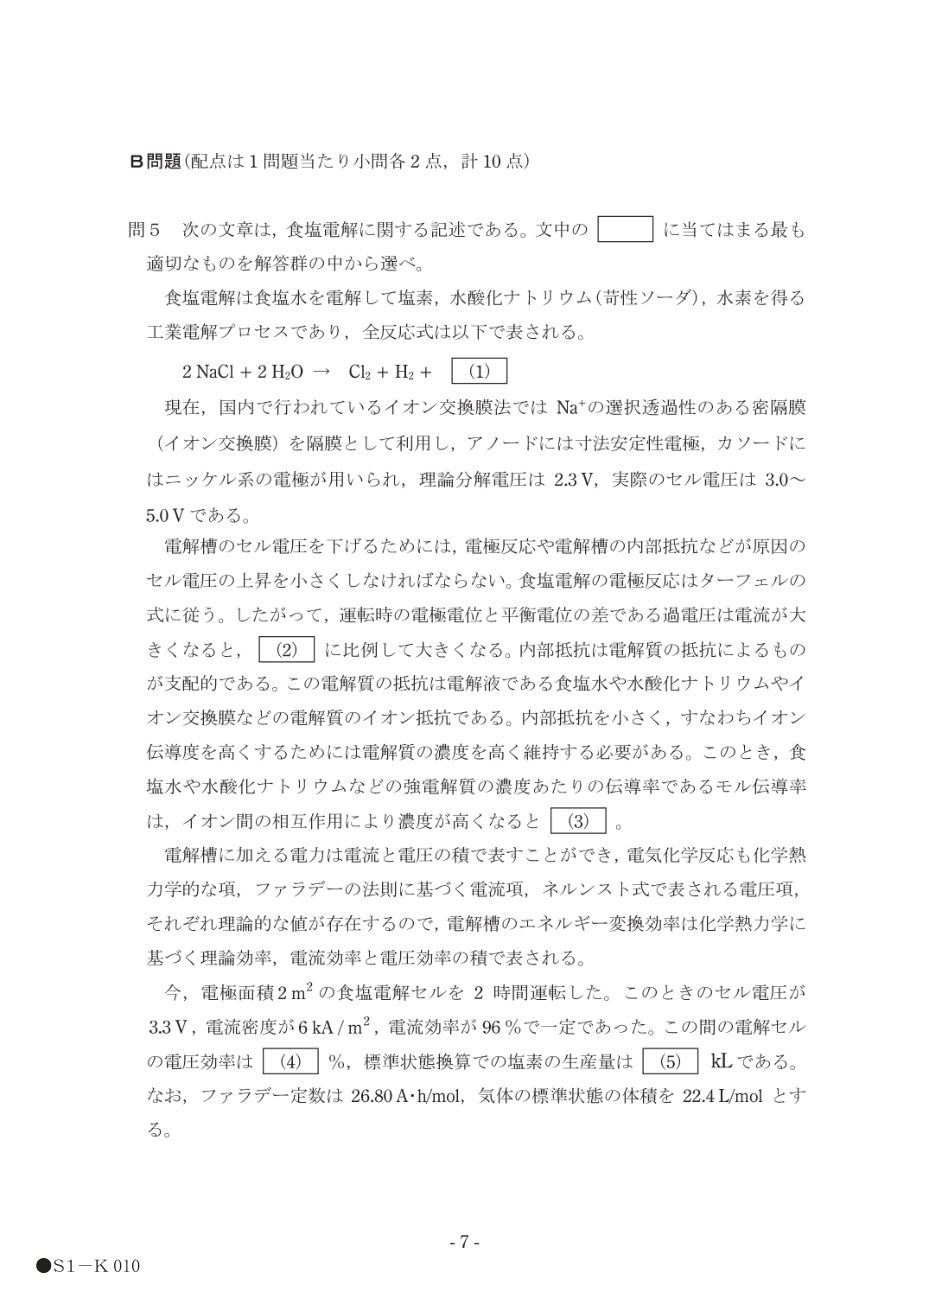 B問題(配点は1問題当たり小問各2点，計10点)
問5　次の文章は，食塩電解に関する記述である。文中の　　　に当てはまる最も
適切なものを解答群の中から選べ。
食塩電解は食塩水を電解して塩素，水酸化ナトリウム(苛性ソーダ)，水素を得る
工業電解プロセスであり，全反応式は以下で表される。
2 NaCl + 2 H₂O → Cl₂ + H₂ + (1)
現在，国内で行われているイオン交換膜法では Na⁺の選択透過性のある密隔膜
（イオン交換膜）を隔膜として利用し，アノードには寸法安定性電極，カソードに
はニッケル系の電極が用いられ，理論分解電圧は 2.3 V，実際のセル電圧は 3.0～
5.0 V である。
電解槽のセル電圧を下げるためには，電極反応や電解槽の内部抵抗などが原因の
セル電圧の上昇を小さくしなければならない。食塩電解の電極反応はターフェルの
式に従う。したがって，運転時の電極電位と平衡電位の差である過電圧は電流が大
きくなると，(2) に比例して大きくなる。内部抵抗は電解質の抵抗によるもの
が支配的である。この電解質の抵抗は電解液である食塩水や水酸化ナトリウムやイ
オン交換膜などの電解質のイオン抵抗である。内部抵抗を小さく，すなわちイオン
伝導度を高くするためには電解質の濃度を高く維持する必要がある。このとき，食
塩水や水酸化ナトリウムなどの強電解質の濃度あたりの伝導率であるモル伝導率
は，イオン間の相互作用により濃度が高くなると (3) 。
電解槽に加える電力は電流と電圧の積で表すことができ，電気化学反応も化学熱
力学的な項，ファラデーの法則に基づく電流項，ネルンスト式で表される電圧項，
それぞれ理論的な値が存在するので，電解槽のエネルギー変換効率は化学熱力学に
基づく理論効率，電流効率と電圧効率の積で表される。
今，電極面積 2 m² の食塩電解セルを 2 時間運転した。このときのセル電圧が
3.3 V，電流密度が 6 kA / m²，電流効率が 96 %で一定であった。この間の電解セル
の電圧効率は (4) %，標準状態換算での塩素の生産量は (5) kL である。
なお，ファラデー定数は 26.80 A･h/mol，気体の標準状態の体積を 22.4 L/mol とす
る。
- 7 -
●S1－K 010